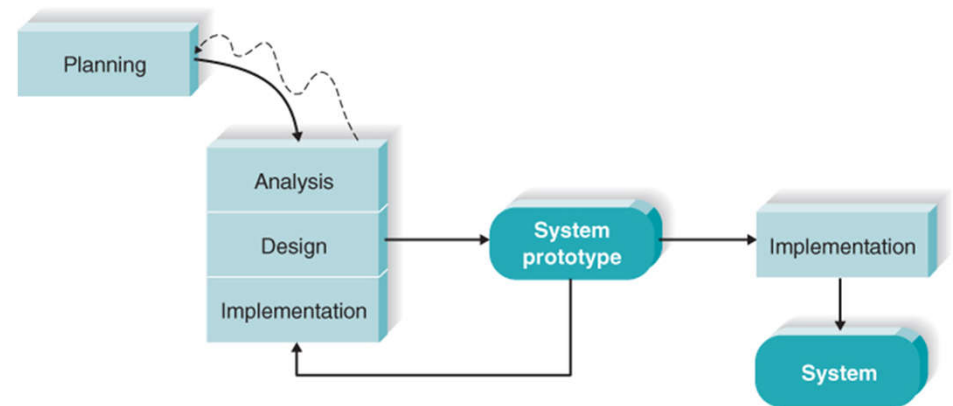 Planning
Analysis
Design
Implementation
System
prototype
Implementation
System